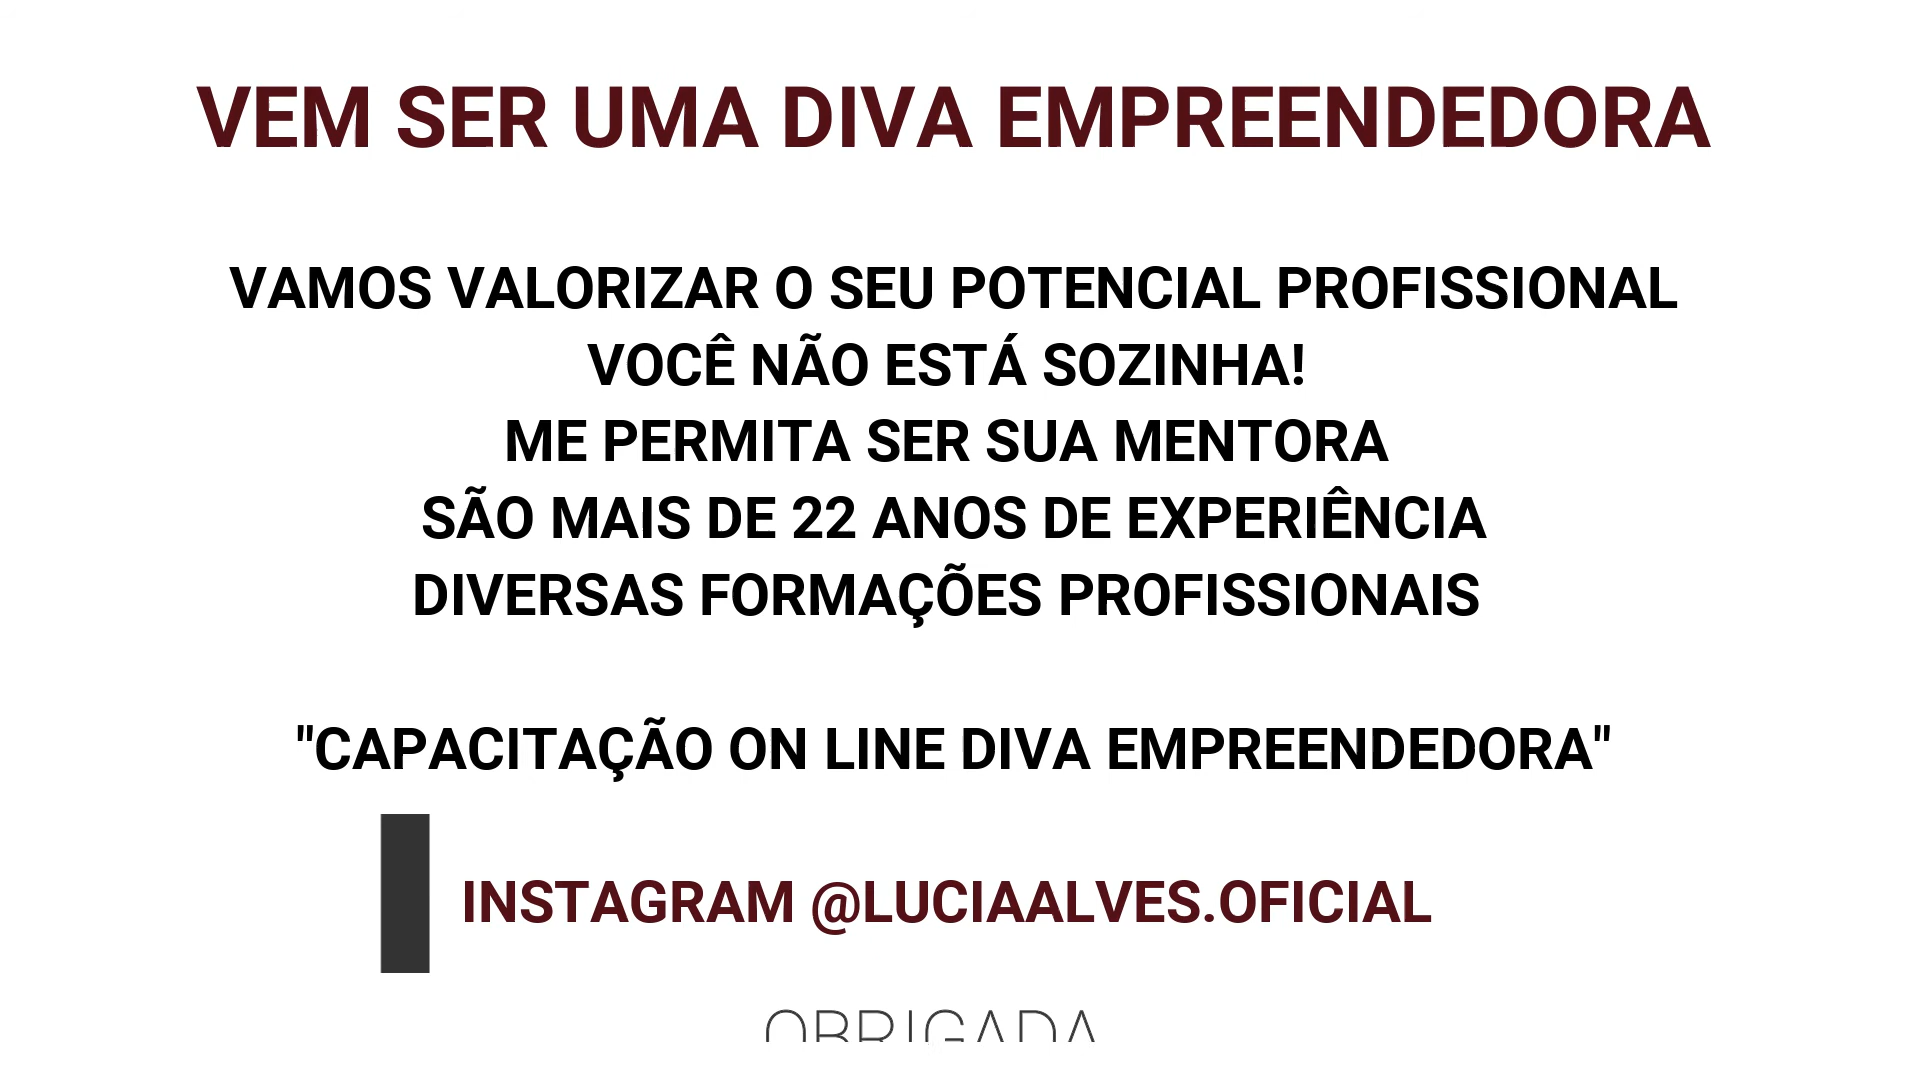 VEM SER UMA DIVA EMPREENDEDORA
VAMOS VALORIZAR O SEU POTENCIAL PROFISSIONAL
VOCÊ NÃO ESTÁ SOZINHA!
ME PERMITA SER SUA MENTORA
SÃO MAIS DE 22 ANOS DE EXPERIÊNCIA
DIVERSAS FORMAÇÕES PROFISSIONAIS
"CAPACITAÇÃO ON LINE DIVA EMPREENDEDORA"
INSTAGRAM @LUCIAALVES.OFICIAL
OBRIGADA